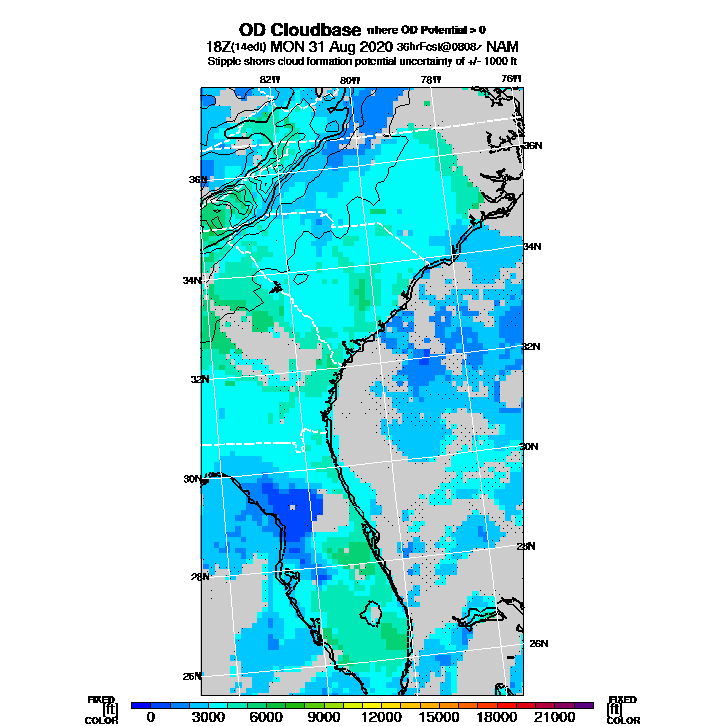 OD Cloudbase where OD Potential > 0
18Z(14edt) MON 31 Aug 2020 36hrFcst@0808z NAM
Stipple shows cloud formation potential uncertainty of +/- 1000 ft
82W 80W 78W 76W
36N
36N
34N
34N
32N
32N
30N
30N
28N
28N
26N
26N
FIXED FIXED
[ft] [ft]
COLOR 0 3000 6000 9000 12000 15000 18000 21000 COLOR